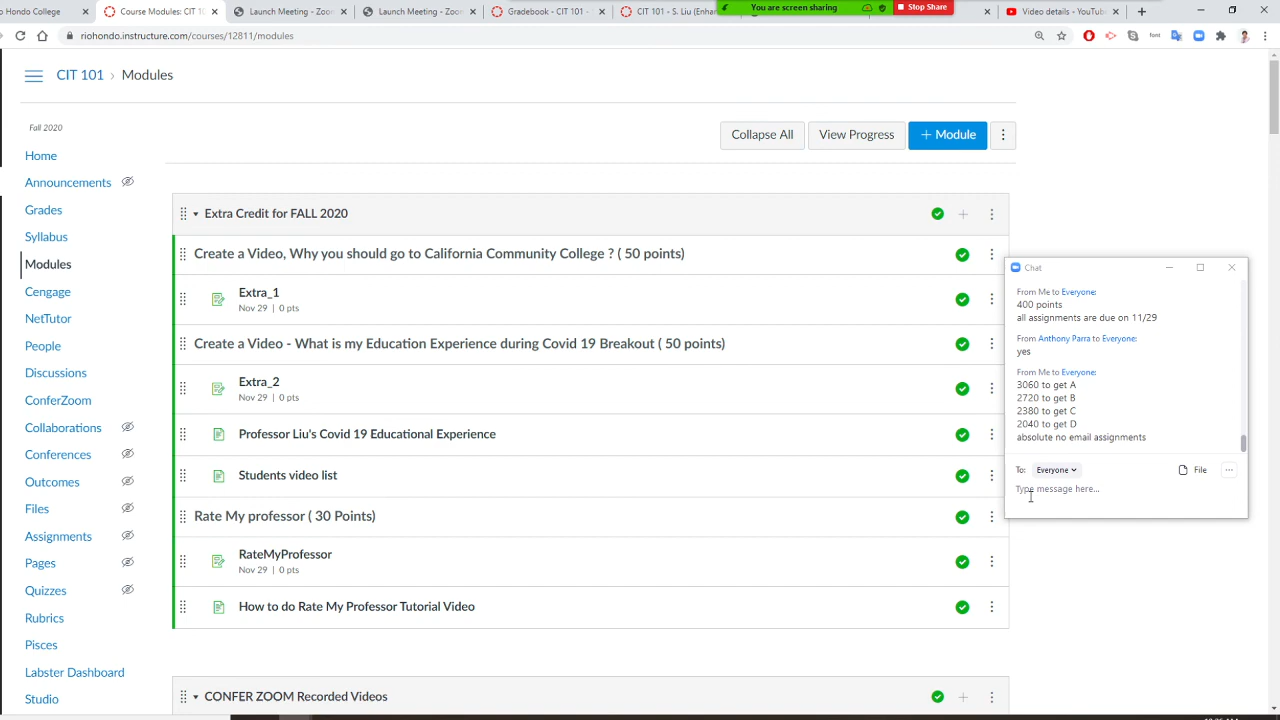 Hondo College
Course Modules: CIT 10
Launch Meeting - Zoom
Launch Meeting - Zoom
Gradebook - CIT 101 -
CIT 101 - S. Liu (Enhan
You are screen sharing
Stop Share
Video details - YouTube
riohondo.instructure.com/courses/12811/modules
CIT 101 › Modules
Fall 2020
Collapse All
View Progress
+ Module
Home
Announcements
Grades
Syllabus
Modules
Cengage
NetTutor
People
Discussions
ConferZoom
Collaborations
Conferences
Outcomes
Files
Assignments
Pages
Quizzes
Rubrics
Pisces
Labster Dashboard
Studio
Extra Credit for FALL 2020
Create a Video, Why you should go to California Community College ? ( 50 points)
Extra_1
Nov 29 | 0 pts
Create a Video - What is my Education Experience during Covid 19 Breakout ( 50 points)
Extra_2
Nov 29 | 0 pts
Professor Liu's Covid 19 Educational Experience
Students video list
Rate My professor ( 30 Points)
RateMyProfessor
Nov 29 | 0 pts
How to do Rate My Professor Tutorial Video
CONFER ZOOM Recorded Videos
Chat
From Me to Everyone:
400 points
all assignments are due on 11/29
From Anthony Parra to Everyone:
yes
From Me to Everyone:
3060 to get A
2720 to get B
2380 to get C
2040 to get D
absolute no email assignments
To: Everyone
File
Type message here...